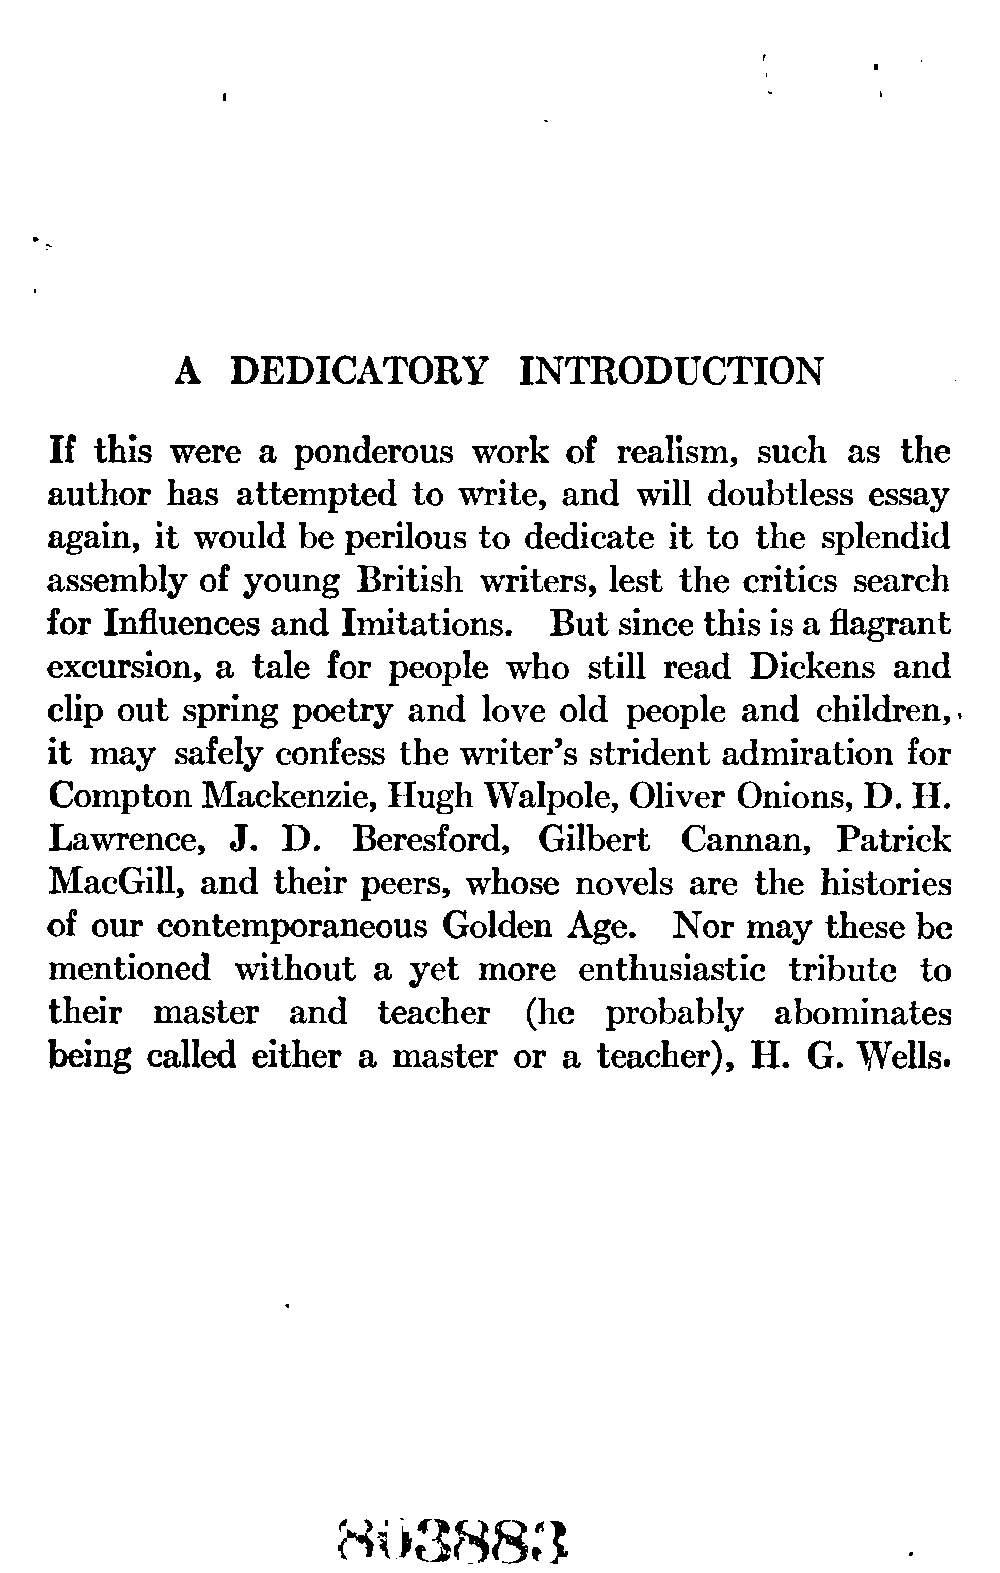 A DEDICATORY INTRODUCTION
If this were a ponderous work of realism, such as the
author has attempted to write, and will doubtless essay
again, it would be perilous to dedicate it to the splendid
assembly of young British writers, lest the critics search
for Influences and Imitations. But since this is a flagrant
excursion, a tale for people who still read Dickens and
clip out spring poetry and love old people and children,
it may safely confess the writer's strident admiration for
Compton Mackenzie, Hugh Walpole, Oliver Onions, D. H.
Lawrence, J. D. Beresford, Gilbert Cannan, Patrick
MacGill, and their peers, whose novels are the histories
of our contemporaneous Golden Age. Nor may these be
mentioned without a yet more enthusiastic tribute to
their master and teacher (he probably abominates
being called either a master or a teacher), H. G. Wells.
803883